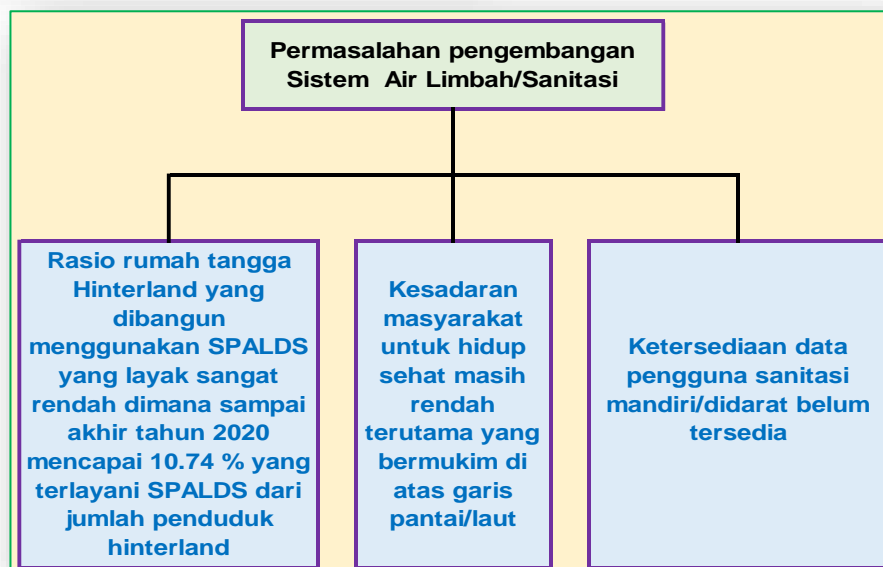 Permasalahan pengembangan
Sistem Air Limbah/Sanitasi
Rasio rumah tangga
Hinterland yang
dibangun
menggunakan SPALDS
yang layak sangat
rendah dimana sampai
akhir tahun 2020
mencapai 10.74 % yang
terlayani SPALDS dari
jumlah penduduk
hinterland
Kesadaran
masyarakat
untuk hidup
sehat masih
rendah
terutama yang
bermukim di
atas garis
pantai/laut
Ketersediaan data
pengguna sanitasi
mandiri/didarat belum
tersedia